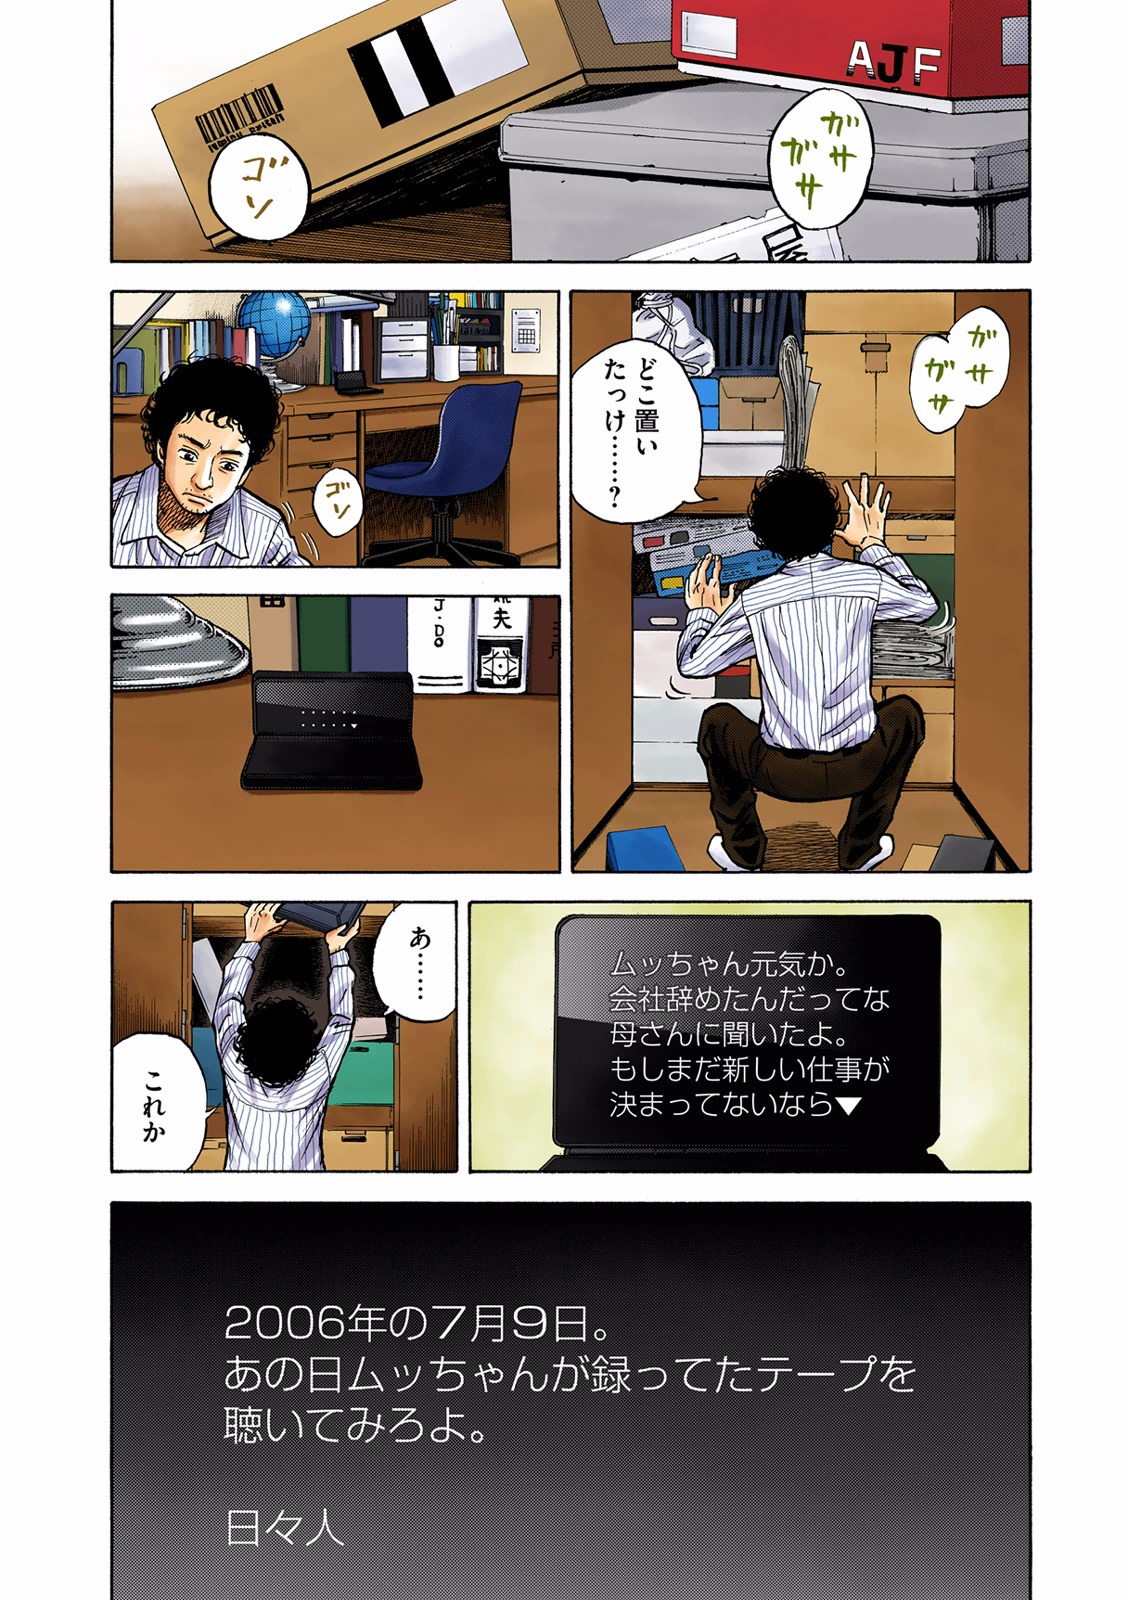 AJF
ガサ
ガサ
ゴソ
ガサ
ガサ
どこ置い
たっけ……?
ゴソ
J・DO
夫
ムッちゃん元気か。
会社辞めたんだってな
母さんに聞いたよ。
もしまだ新しい仕事が
決まってないなら▼
あ……
これか
2006年の7月9日。
あの日ムッちゃんが録ってたテープを
聴いてみろよ。
日々人